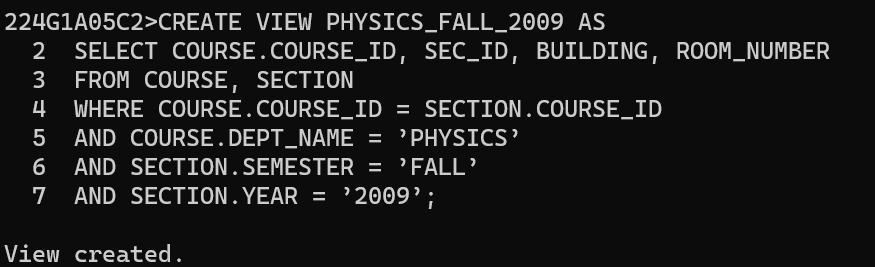 224G1A05C2>CREATE VIEW PHYSICS_FALL_2009 AS
2 SELECT COURSE.COURSE_ID, SEC_ID, BUILDING, ROOM_NUMBER
3 FROM COURSE, SECTION
4 WHERE COURSE.COURSE_ID = SECTION.COURSE_ID
5 AND COURSE.DEPT_NAME = ’PHYSICS’
6 AND SECTION.SEMESTER = ’FALL’
7 AND SECTION.YEAR = ’2009’;
View created.